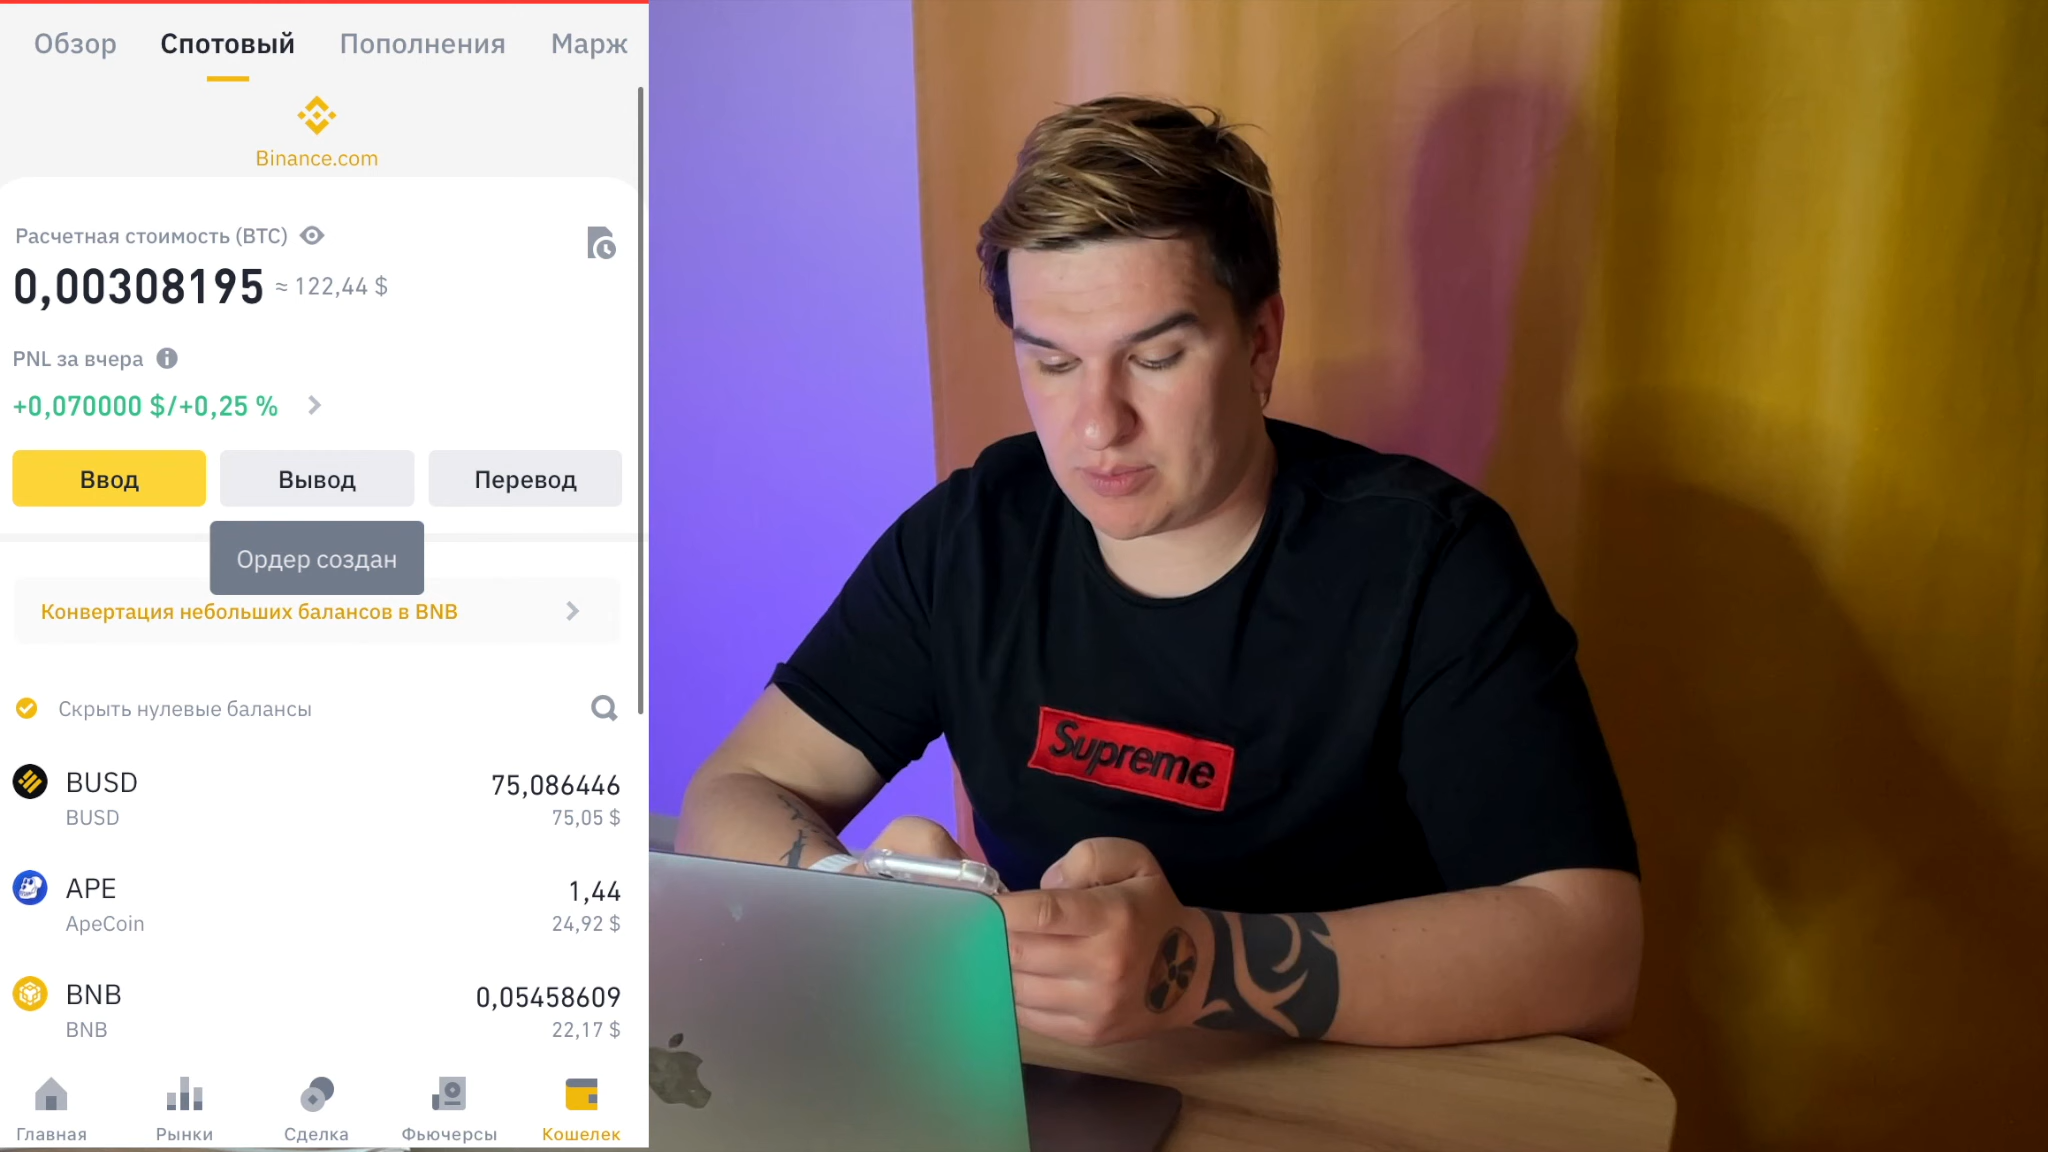 Обзор Спотовый Пополнения Марж
Binance.com
Расчетная стоимость (BTC)
0,00308195 ≈ 122,44 $
PNL за вчера
+0,070000 $/+0,25 %
Ввод Вывод Перевод
Ордер создан
Конвертация небольших балансов в BNB
Скрыть нулевые балансы
BUSD 75,086446
BUSD 75,05 $
APE 1,44
ApeCoin 24,92 $
BNB 0,05458609
BNB 22,17 $
Главная Рынки Сделка Фьючерсы Кошелек
Supreme